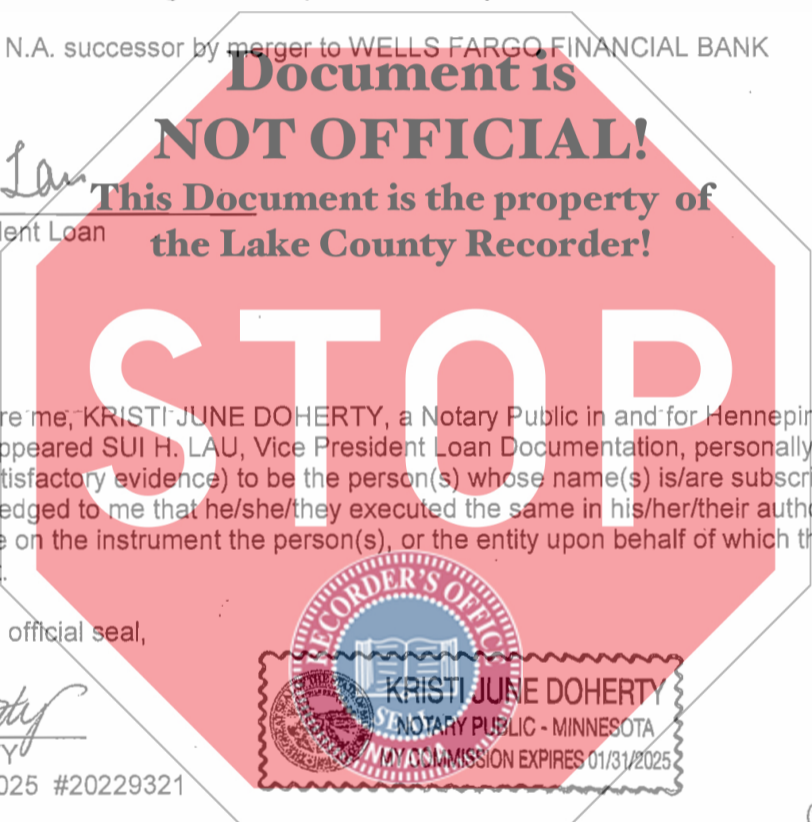 N.A. successor by merger to WELLS FARGO FINANCIAL BANK
Document is
NOT OFFICIAL!
This Document is the property of
the Lake County Recorder!
Lau
ent Loan
STOP
re me, KRISTI JUNE DOHERTY, a Notary Public in and for Hennepin
ppeared SUI H. LAU, Vice President Loan Documentation, personally
tisfactory evidence) to be the person(s) whose name(s) is/are subscri
edged to me that he/she/they executed the same in his/her/their autho
e on the instrument the person(s), or the entity upon behalf of which th
official seal,
RECORDER'S OFFICE
SEAL
INDIANA
KRISTI JUNE DOHERTY
NOTARY PUBLIC - MINNESOTA
MY COMMISSION EXPIRES 01/31/2025
rty
Y
025 #20229321